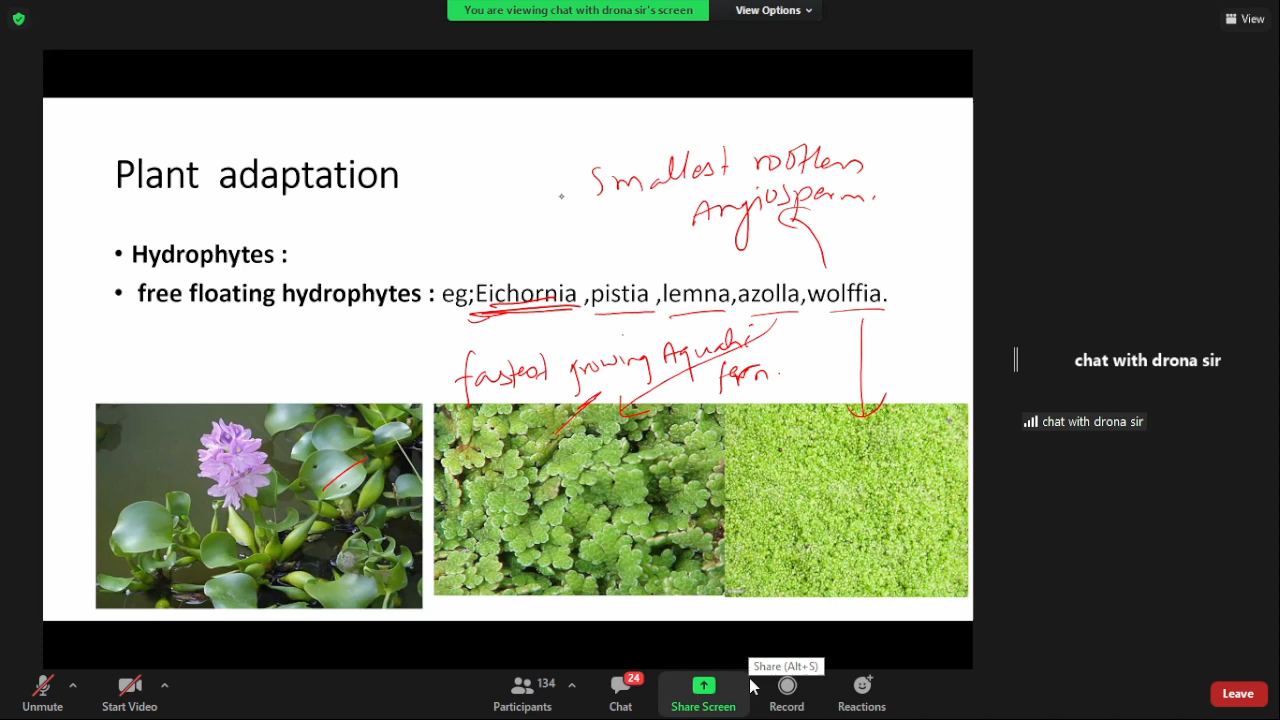 You are viewing chat with drona sir's screen
View Options
View
Plant adaptation
Smallest rootless
Angiosperm.
• Hydrophytes :
• free floating hydrophytes : eg;Eichornia ,pistia ,lemna,azolla,wolffia.
fastest growing Aquatic
fern.
chat with drona sir
chat with drona sir
Share (Alt+S)
134
24
Unmute
Start Video
Participants
Chat
Share Screen
Record
Reactions
Leave